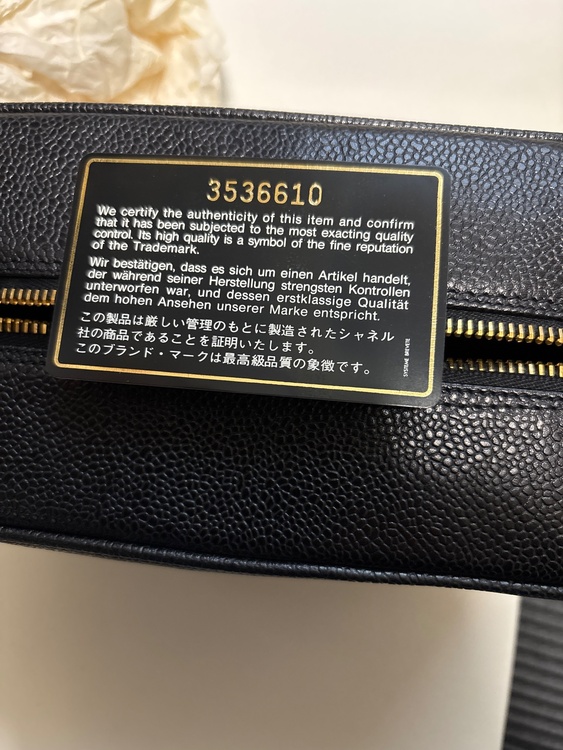 3536610
We certify the authenticity of this item and confirm
that it has been subjected to the most exacting quality
control. Its high quality is a symbol of the fine reputation
of the Trademark.
Wir bestätigen, dass es sich um einen Artikel handelt,
der während seiner Herstellung strengsten Kontrollen
unterworfen war, und dessen erstklassige Qualität
dem hohen Ansehen unserer Marke entspricht.
この製品は厳しい管理のもとに製造されたシャネル
社の商品であることを証明いたします。
このブランド・マークは最高級品質の象徴です。
SYSTEME BREVETE